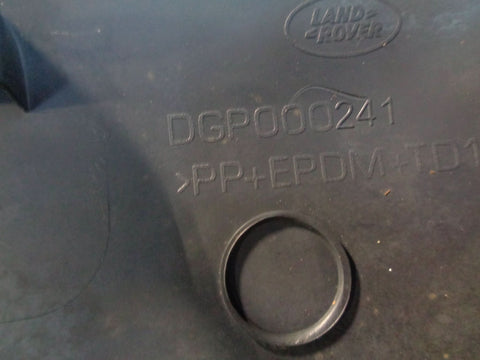 LAND
ROVER
DGP000241
>PP+EPDM+TD1